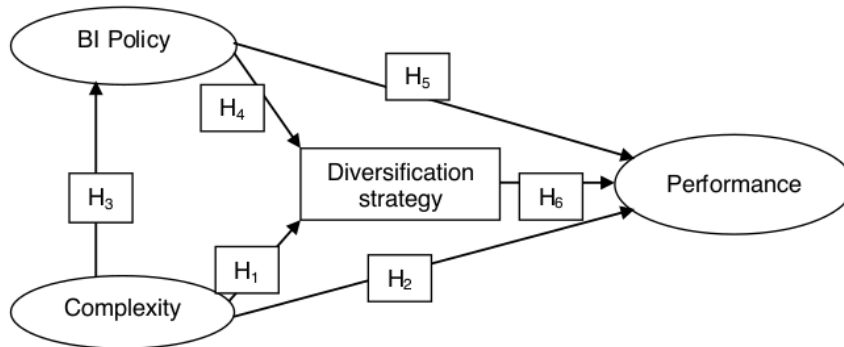 BI Policy
H₅
H₄
Diversification
strategy
Performance
H₃
H₆
H₁
H₂
Complexity